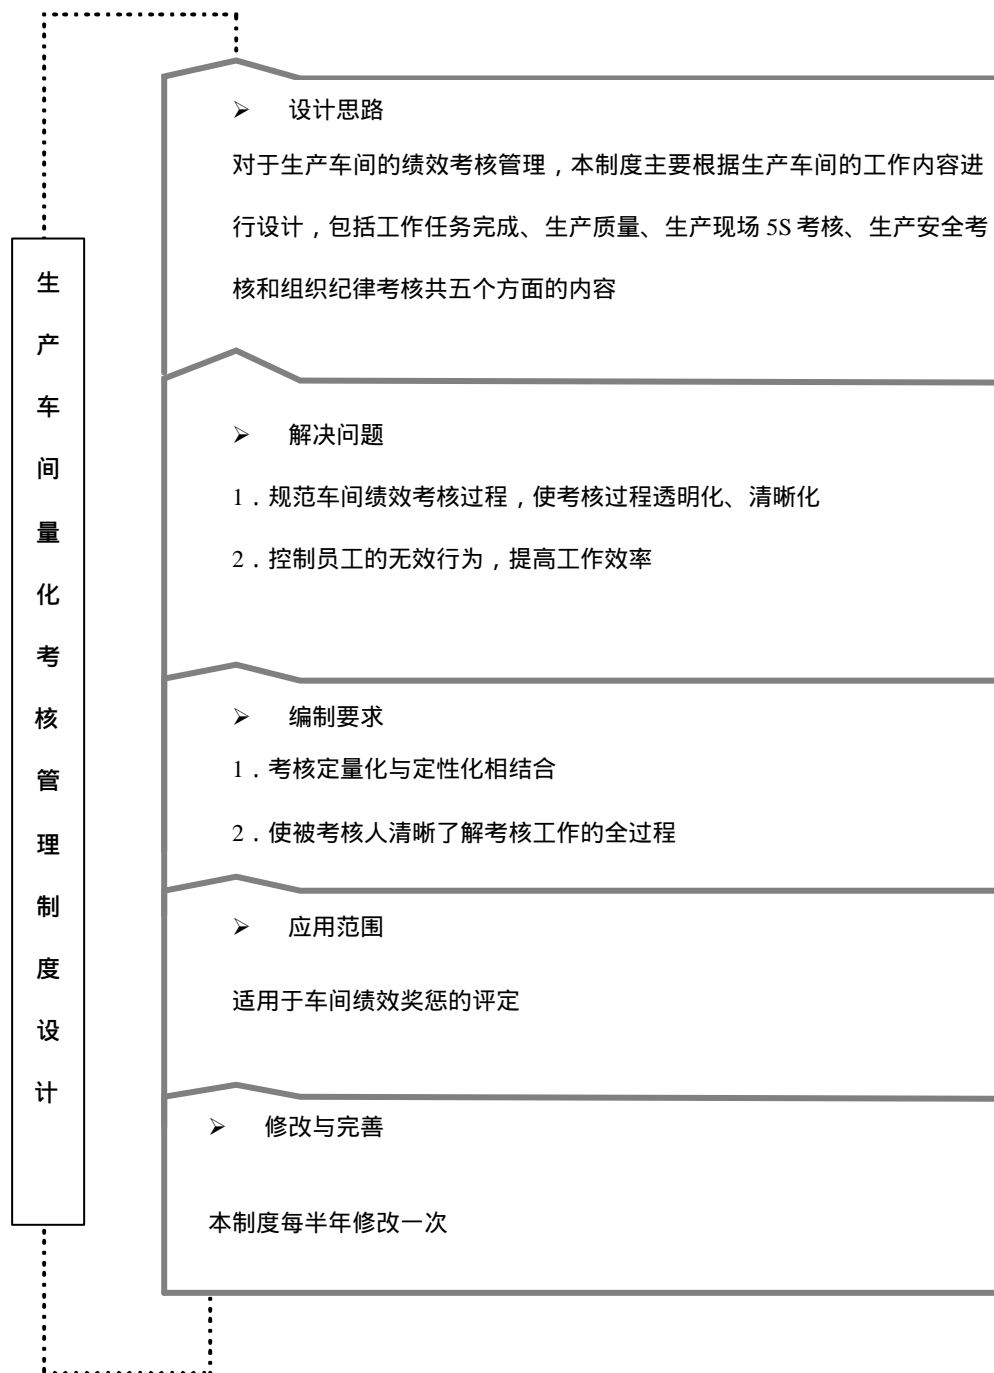 生产车间量化考核管理制度设计
➢ 设计思路
对于生产车间的绩效考核管理，本制度主要根据生产车间的工作内容进
行设计，包括工作任务完成、生产质量、生产现场 5S 考核、生产安全考
核和组织纪律考核共五个方面的内容
➢ 解决问题
1．规范车间绩效考核过程，使考核过程透明化、清晰化
2．控制员工的无效行为，提高工作效率
➢ 编制要求
1．考核定量化与定性化相结合
2．使被考核人清晰了解考核工作的全过程
➢ 应用范围
适用于车间绩效奖惩的评定
➢ 修改与完善
本制度每半年修改一次